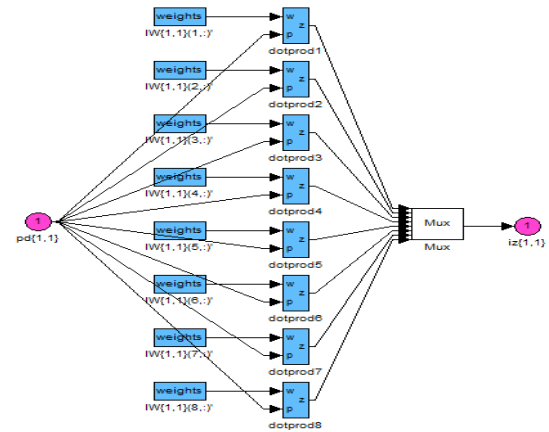 weights
w
z
p
IW{1,1}(1,:)'
dotprod1
weights
w
z
p
IW{1,1}(2,:)'
dotprod2
weights
w
z
p
IW{1,1}(3,:)'
dotprod3
weights
w
z
p
IW{1,1}(4,:)'
dotprod4
1
pd{1,1}
Mux
Mux
1
iz{1,1}
weights
w
z
p
IW{1,1}(5,:)'
dotprod5
weights
w
z
p
IW{1,1}(6,:)'
dotprod6
weights
w
z
p
IW{1,1}(7,:)'
dotprod7
weights
w
z
p
IW{1,1}(8,:)'
dotprod8